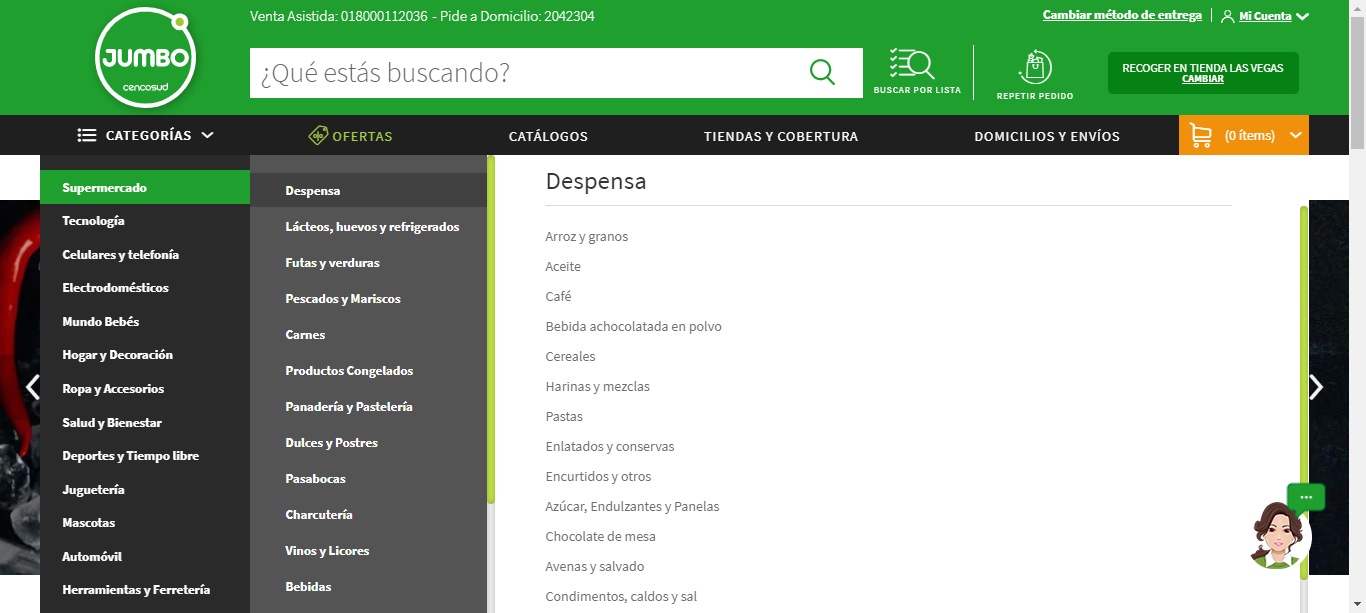 Venta Asistida: 018000112036 - Pide a Domicilio: 2042304
Cambiar método de entrega
Mi Cuenta
JUMBO
cencosud
¿Qué estás buscando?
BUSCAR POR LISTA
REPETIR PEDIDO
RECOGER EN TIENDA LAS VEGAS
CAMBIAR
CATEGORÍAS
OFERTAS
CATÁLOGOS
TIENDAS Y COBERTURA
DOMICILIOS Y ENVÍOS
(0 ítems)
Supermercado
Tecnología
Celulares y telefonía
Electrodomésticos
Mundo Bebés
Hogar y Decoración
Ropa y Accesorios
Salud y Bienestar
Deportes y Tiempo libre
Juguetería
Mascotas
Automóvil
Herramientas y Ferretería
Despensa
Lácteos, huevos y refrigerados
Futas y verduras
Pescados y Mariscos
Carnes
Productos Congelados
Panadería y Pastelería
Dulces y Postres
Pasabocas
Charcutería
Vinos y Licores
Bebidas
Despensa
Arroz y granos
Aceite
Café
Bebida achocolatada en polvo
Cereales
Harinas y mezclas
Pastas
Enlatados y conservas
Encurtidos y otros
Azúcar, Endulzantes y Panelas
Chocolate de mesa
Avenas y salvado
Condimentos, caldos y sal